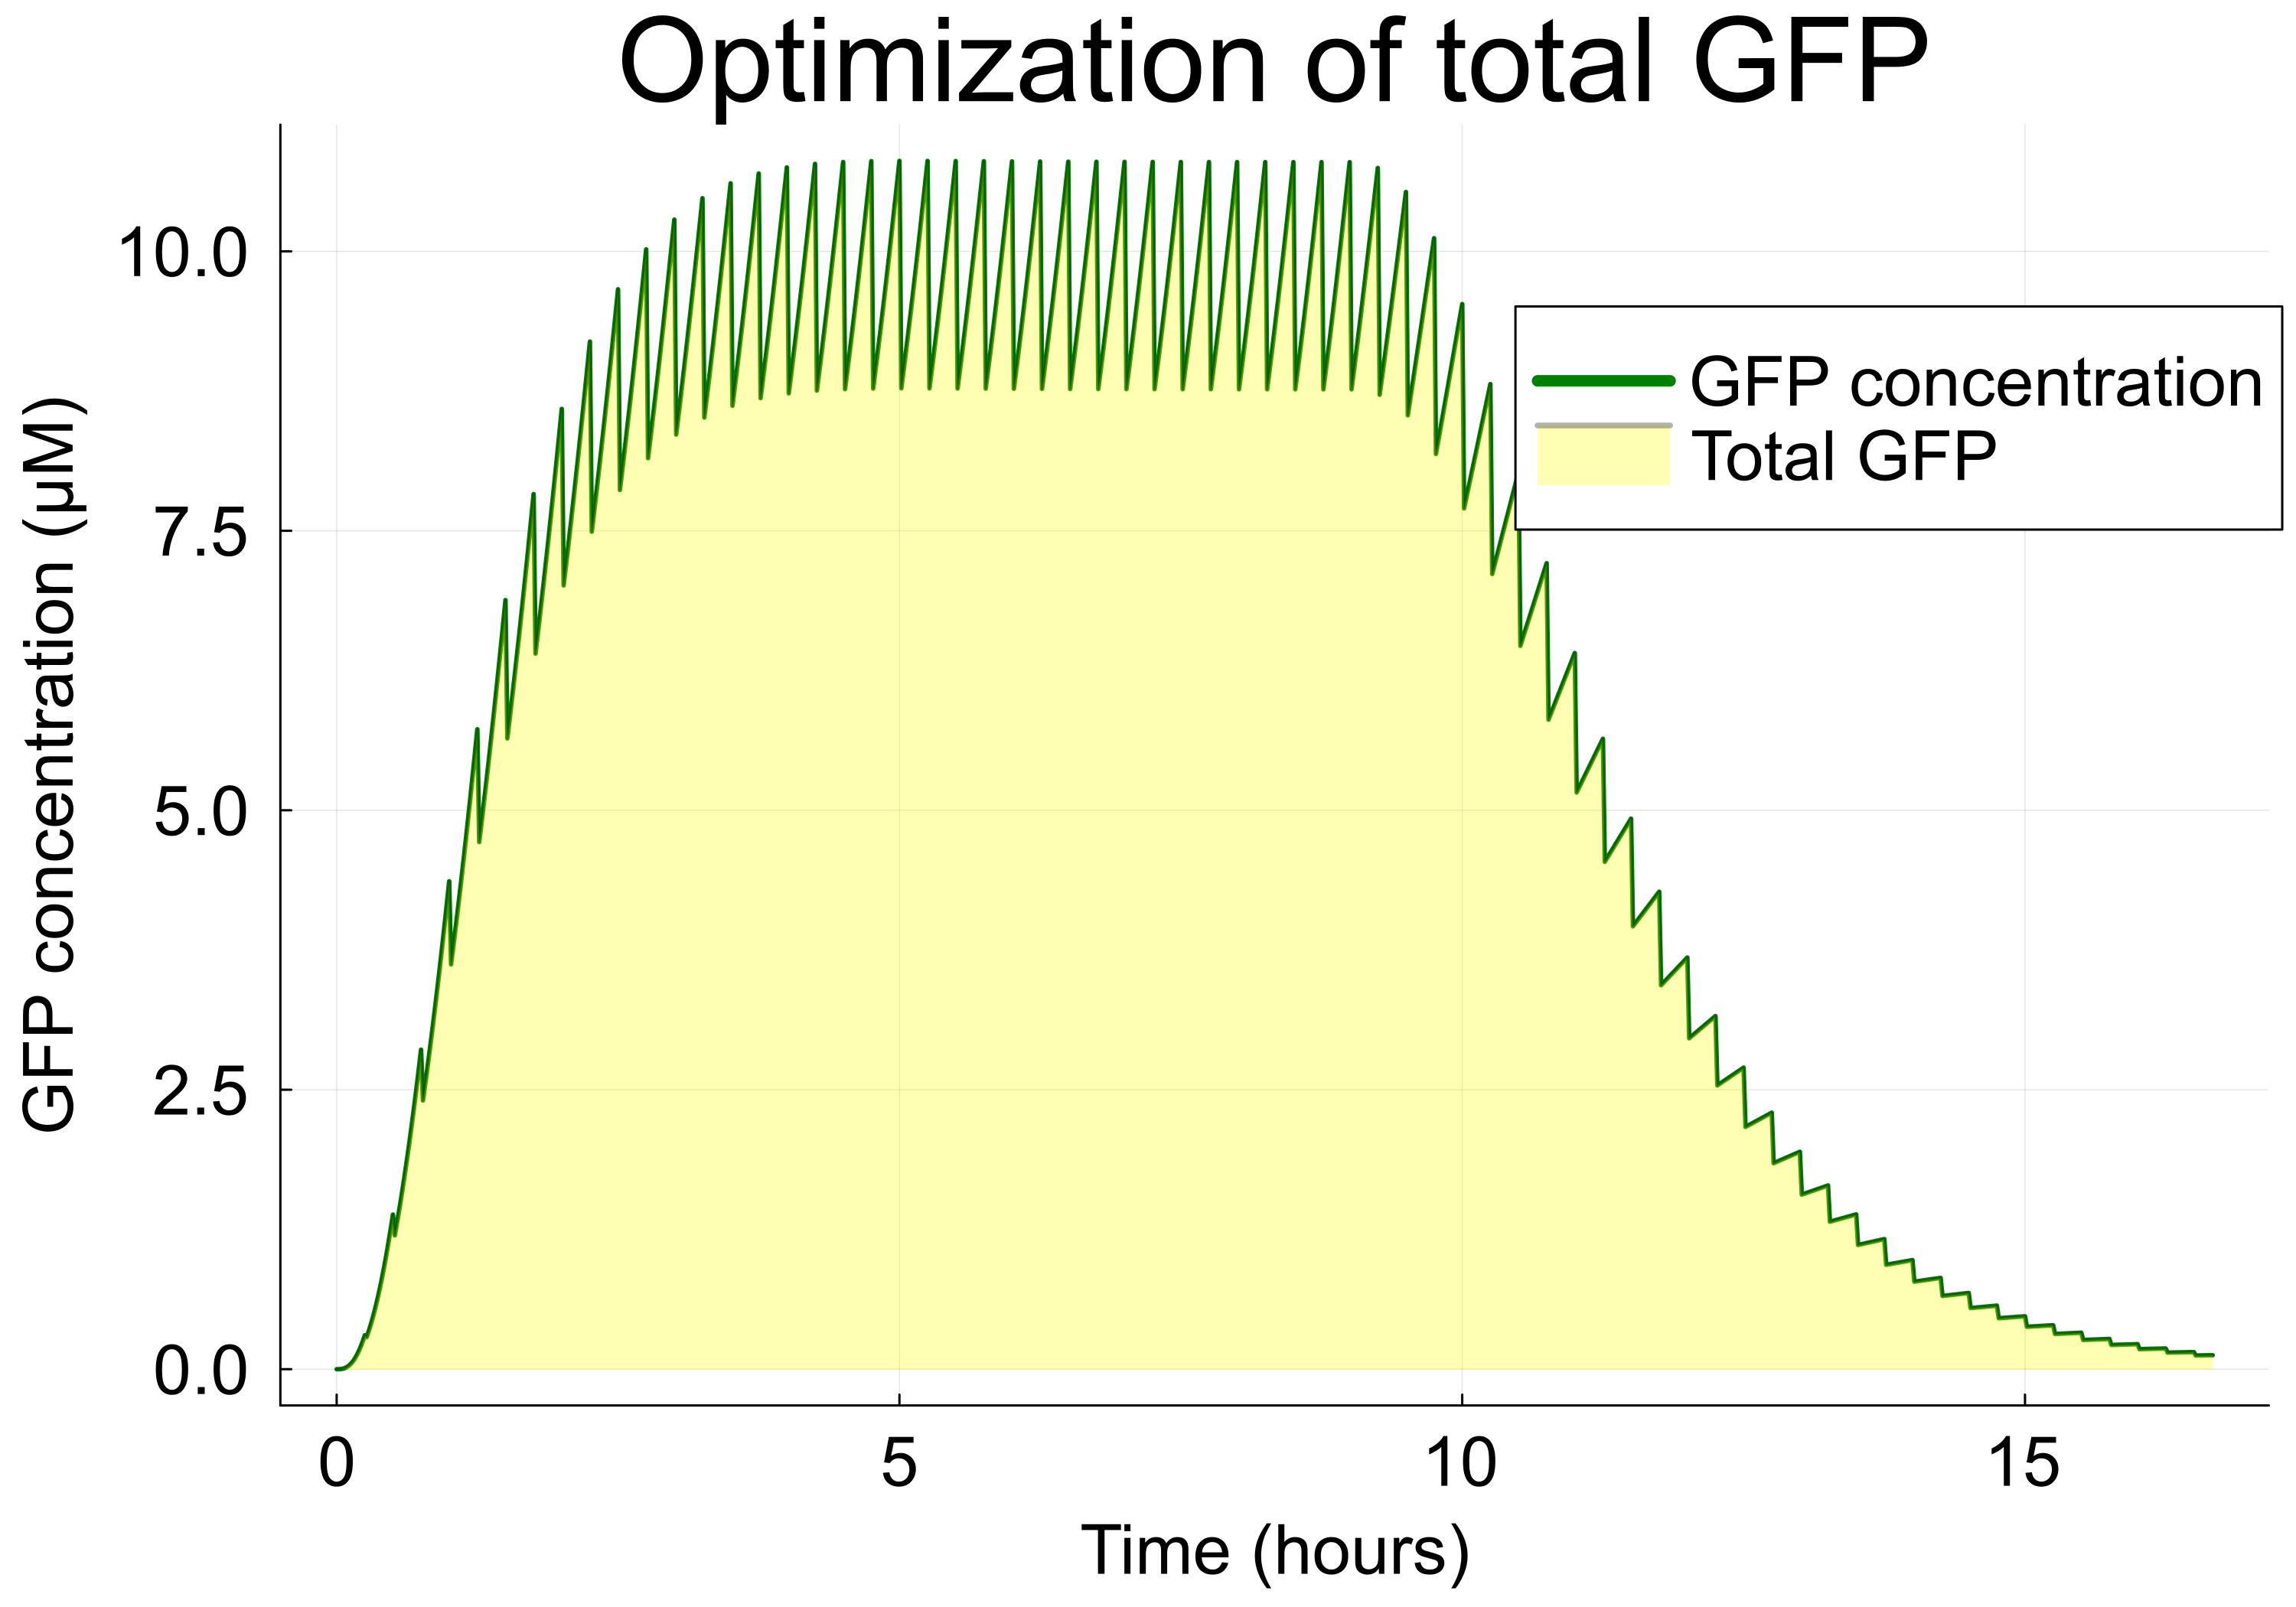 Optimization of total GFP
GFP concentration (µM)
10.0
7.5
5.0
2.5
0.0
GFP concentration
Total GFP
0
5
10
15
Time (hours)